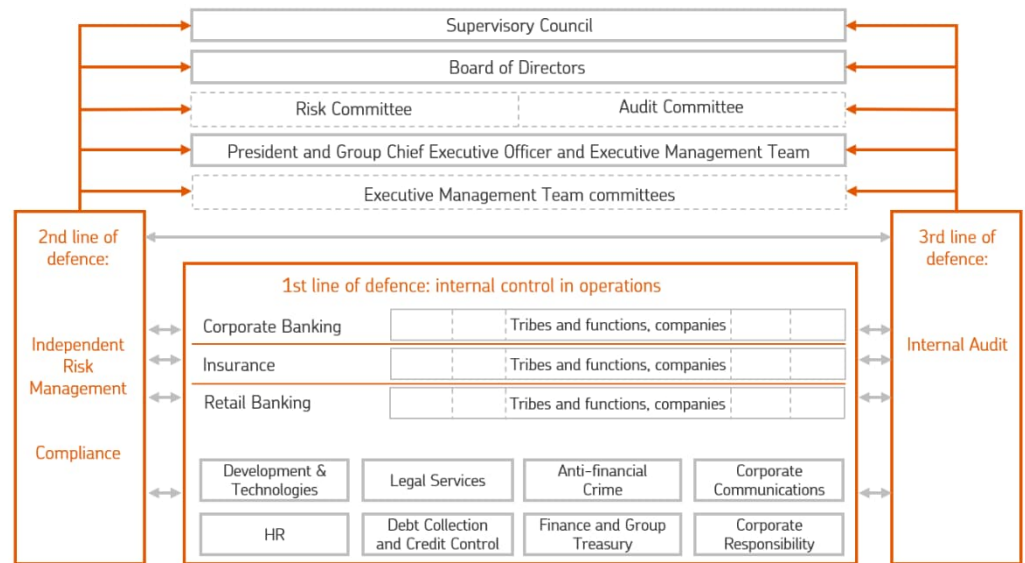 Supervisory Council
Board of Directors
Risk Committee
Audit Committee
President and Group Chief Executive Officer and Executive Management Team
Executive Management Team committees
2nd line of
defence:
Independent
Risk
Management
Compliance
1st line of defence: internal control in operations
Corporate Banking
Tribes and functions, companies
Insurance
Tribes and functions, companies
Retail Banking
Tribes and functions, companies
Development &
Technologies
Legal Services
Anti-financial
Crime
Corporate
Communications
HR
Debt Collection
and Credit Control
Finance and Group
Treasury
Corporate
Responsibility
3rd line of
defence:
Internal Audit